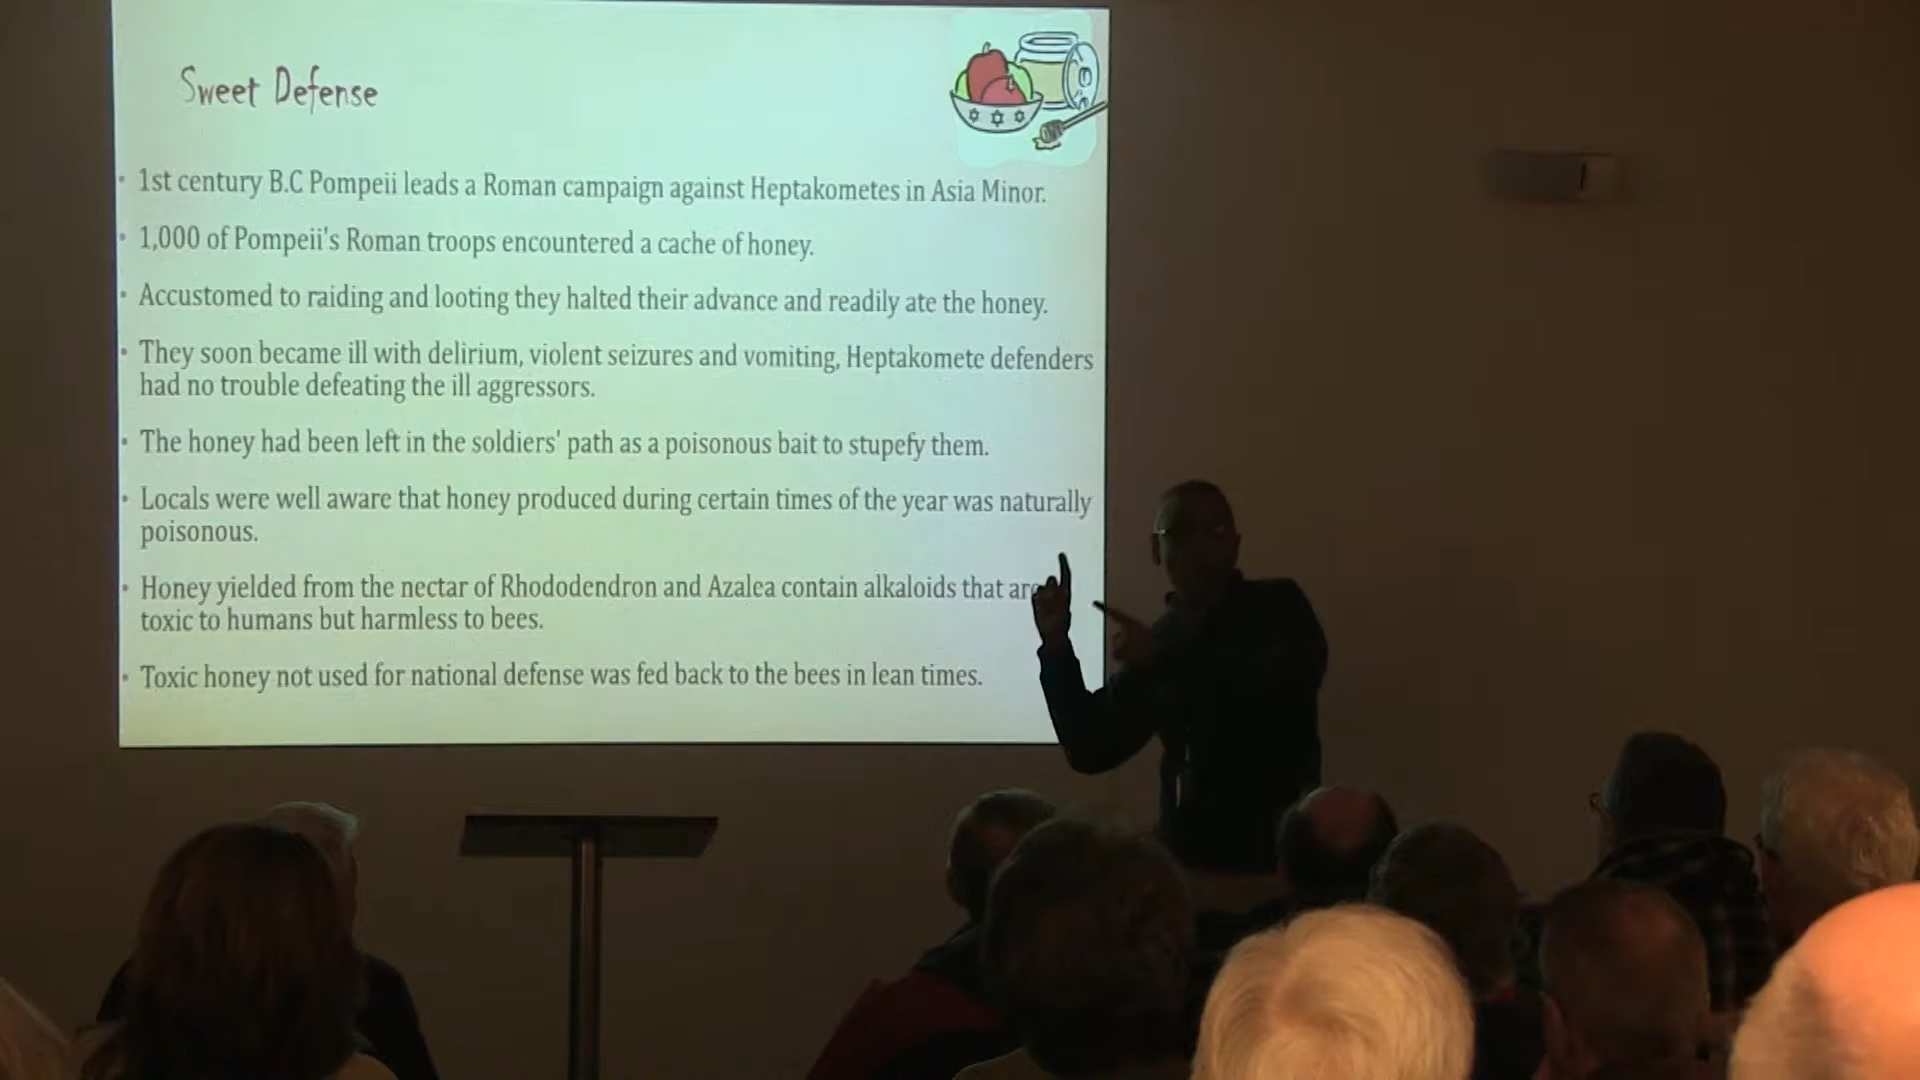 Sweet Defense
• 1st century B.C Pompeii leads a Roman campaign against Heptakometes in Asia Minor.
• 1,000 of Pompeii's Roman troops encountered a cache of honey.
• Accustomed to raiding and looting they halted their advance and readily ate the honey.
• They soon became ill with delirium, violent seizures and vomiting, Heptakomete defenders
had no trouble defeating the ill aggressors.
• The honey had been left in the soldiers' path as a poisonous bait to stupefy them.
• Locals were well aware that honey produced during certain times of the year was naturally
poisonous.
• Honey yielded from the nectar of Rhododendron and Azalea contain alkaloids that are
toxic to humans but harmless to bees.
• Toxic honey not used for national defense was fed back to the bees in lean times.